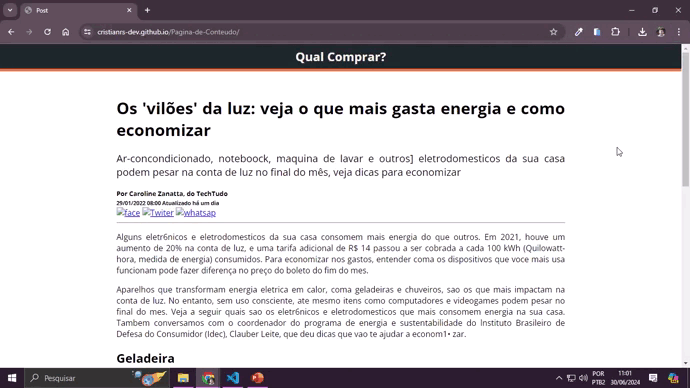 Post
cristianrs-dev.github.io/Pagina-de-Conteudo/
Qual Comprar?
Os 'vilões' da luz: veja o que mais gasta energia e como
economizar
Ar-concondicionado, noteboock, maquina de lavar e outros] eletrodomesticos da sua casa
podem pesar na conta de luz no final do mês, veja dicas para economizar
Por Caroline Zanatta, do TechTudo
29/01/2022 08:00 Atualizado há um dia
face Twiter whatsap
Alguns eletr6nicos e eletrodomesticos da sua casa consomem mais energia do que outros. Em 2021, houve um
aumento de 20% na conta de luz, e uma tarifa adicional de R$ 14 passou a ser cobrada a cada 100 kWh (Quilowatt-
hora, medida de energia) consumidos. Para economizar nos gastos, entender coma os dispositivos que voce mais usa
funcionam pode fazer diferença no preço do boleto do fim do mes.
Aparelhos que transformam energia eletrica em calor, coma geladeiras e chuveiros, sao os que mais impactam na
conta de luz. No entanto, sem uso consciente, ate mesmo itens como computadores e videogames podem pesar no
final do mes. Veja a seguir quais sao os eletr6nicos e eletrodomesticos que mais consomem energia na sua casa.
Tambem conversamos com o coordenador do programa de energia e sustentabilidade do Instituto Brasileiro de
Defesa do Consumidor (Idec), Clauber Leite, que deu dicas que vao te ajudar a econom1• zar.
Geladeira
Pesquisar
POR
PTB2
11:01
30/06/2024